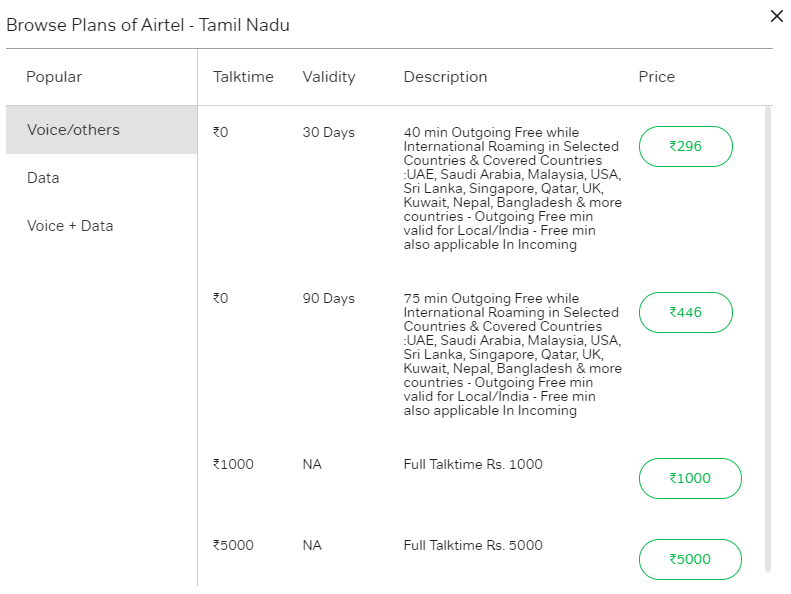 Browse Plans of Airtel - Tamil Nadu
Popular
Talktime
Validity
Description
Price
Voice/others
Data
Voice + Data
₹0
30 Days
40 min Outgoing Free while
International Roaming in Selected
Countries & Covered Countries
:UAE, Saudi Arabia, Malaysia, USA,
Sri Lanka, Singapore, Qatar, UK,
Kuwait, Nepal, Bangladesh & more
countries - Outgoing Free min
valid for Local/India - Free min
also applicable In Incoming
₹296
₹0
90 Days
75 min Outgoing Free while
International Roaming in Selected
Countries & Covered Countries
:UAE, Saudi Arabia, Malaysia, USA,
Sri Lanka, Singapore, Qatar, UK,
Kuwait, Nepal, Bangladesh & more
countries - Outgoing Free min
valid for Local/India - Free min
also applicable In Incoming
₹446
₹1000
NA
Full Talktime Rs. 1000
₹1000
₹5000
NA
Full Talktime Rs. 5000
₹5000